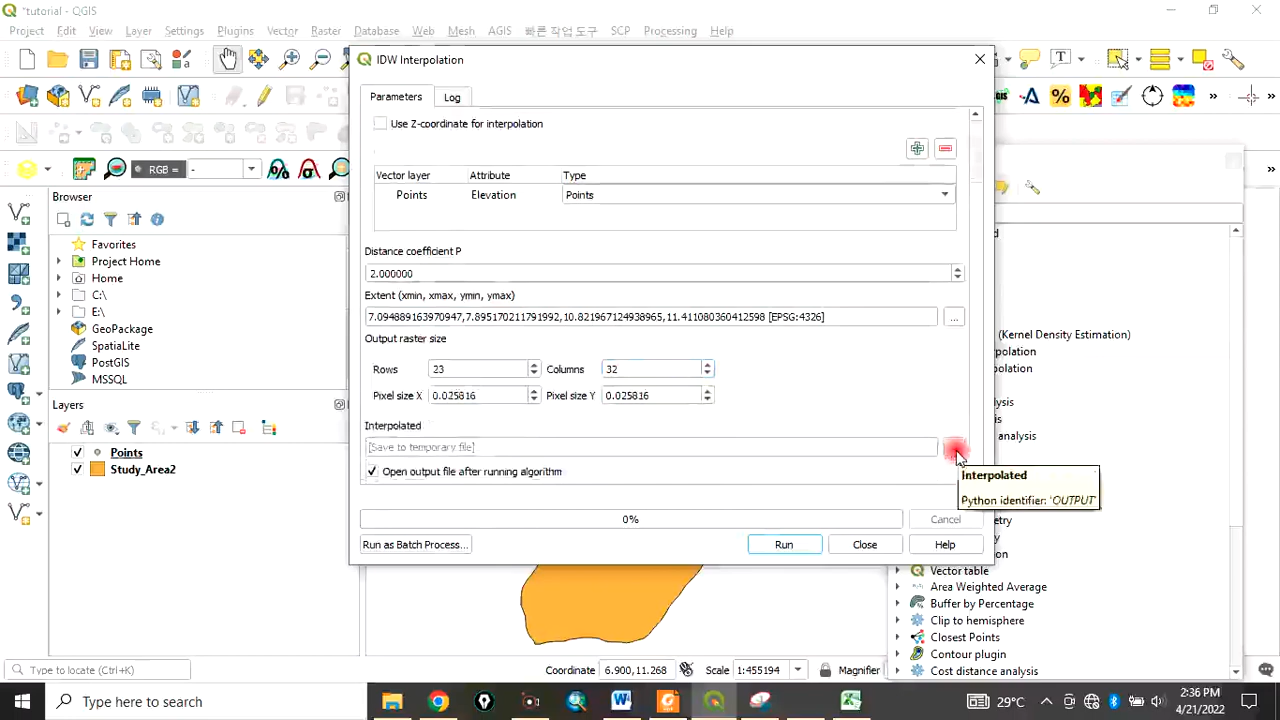 *tutorial - QGIS
Project Edit View Layer Settings Plugins Vector Raster Database Web Mesh AGIS 빠른 작업 도구 SCP Processing Help
IDW Interpolation
Parameters Log
Use Z-coordinate for interpolation
Vector layer Attribute Type
Points Elevation Points
Distance coefficient P
2.000000
Extent (xmin, xmax, ymin, ymax)
7.094889163970947,7.895170211791992,10.821967124938965,11.411080360412598 [EPSG:4326]
...
Output raster size
Rows 23 Columns 32
Pixel size X 0.025816 Pixel size Y 0.025816
Interpolated
[Save to temporary file]
Open output file after running algorithm
Interpolated
Python identifier: 'OUTPUT'
0%
Cancel
Run as Batch Process... Run Close Help
RGB = -
Browser
Favorites
Project Home
Home
C:\
E:\
GeoPackage
SpatiaLite
PostGIS
MSSQL
Layers
Points
Study_Area2
(Kernel Density Estimation)
Vector table
Area Weighted Average
Buffer by Percentage
Clip to hemisphere
Closest Points
Contour plugin
Cost distance analysis
Type to locate (Ctrl+K)
Coordinate 6.900,11.268 Scale 1:455194 Magnifier
Type here to search
29°C
2:36 PM
4/21/2022